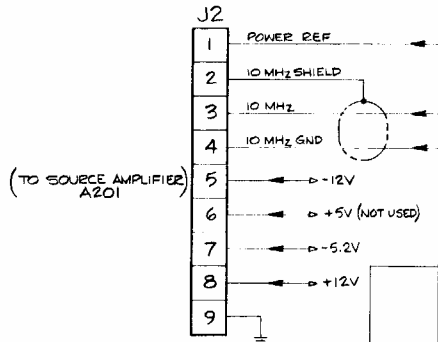 J2
1 POWER REF
2 10 MHz SHIELD
3 10 MHz
4 10 MHz GND
(TO SOURCE AMPLIFIER) 5 -12V
A201
6 +5V (NOT USED)
7 -5.2V
8 +12V
9